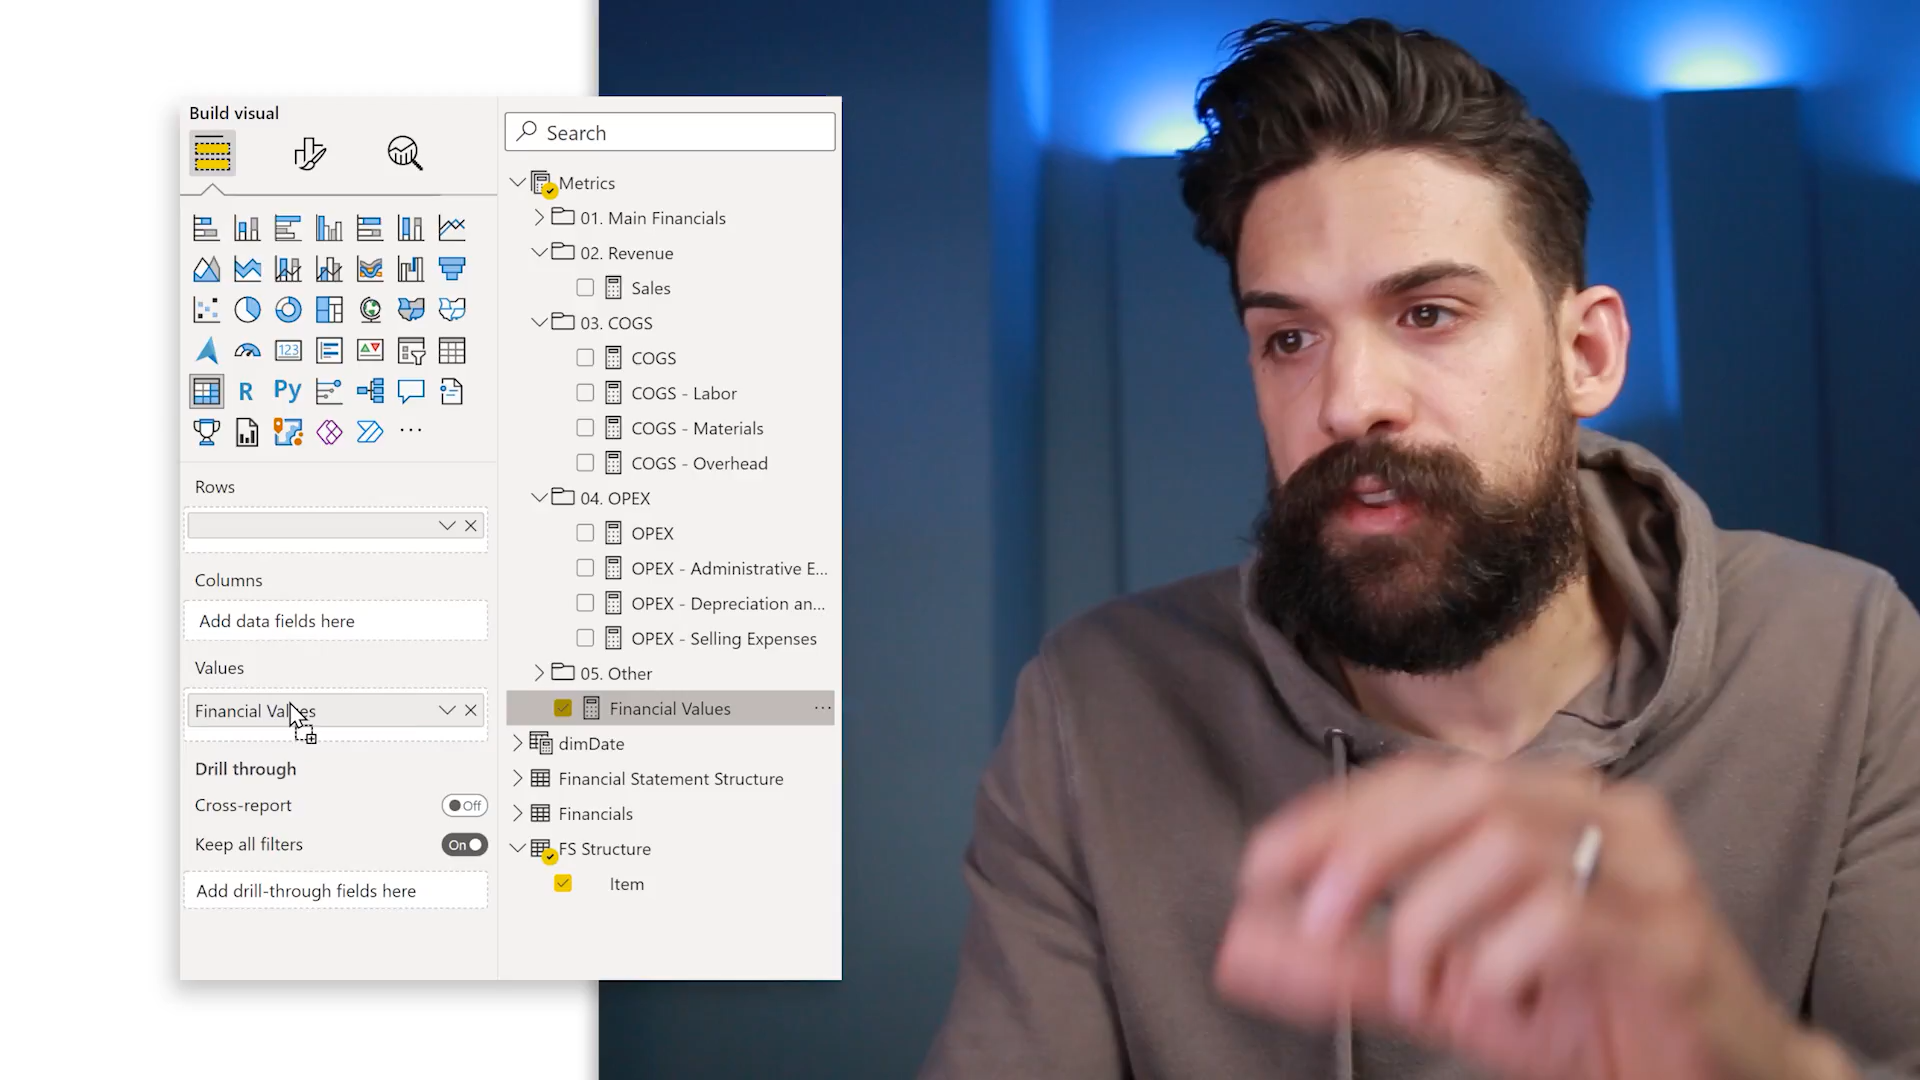 Build visual
123
R
Py
...
Rows
Columns
Add data fields here
Values
Financial Values
Drill through
Cross-report
Off
Keep all filters
On
Add drill-through fields here
Search
Metrics
01. Main Financials
02. Revenue
Sales
03. COGS
COGS
COGS - Labor
COGS - Materials
COGS - Overhead
04. OPEX
OPEX
OPEX - Administrative E...
OPEX - Depreciation an...
OPEX - Selling Expenses
05. Other
Financial Values
...
dimDate
Financial Statement Structure
Financials
FS Structure
Item